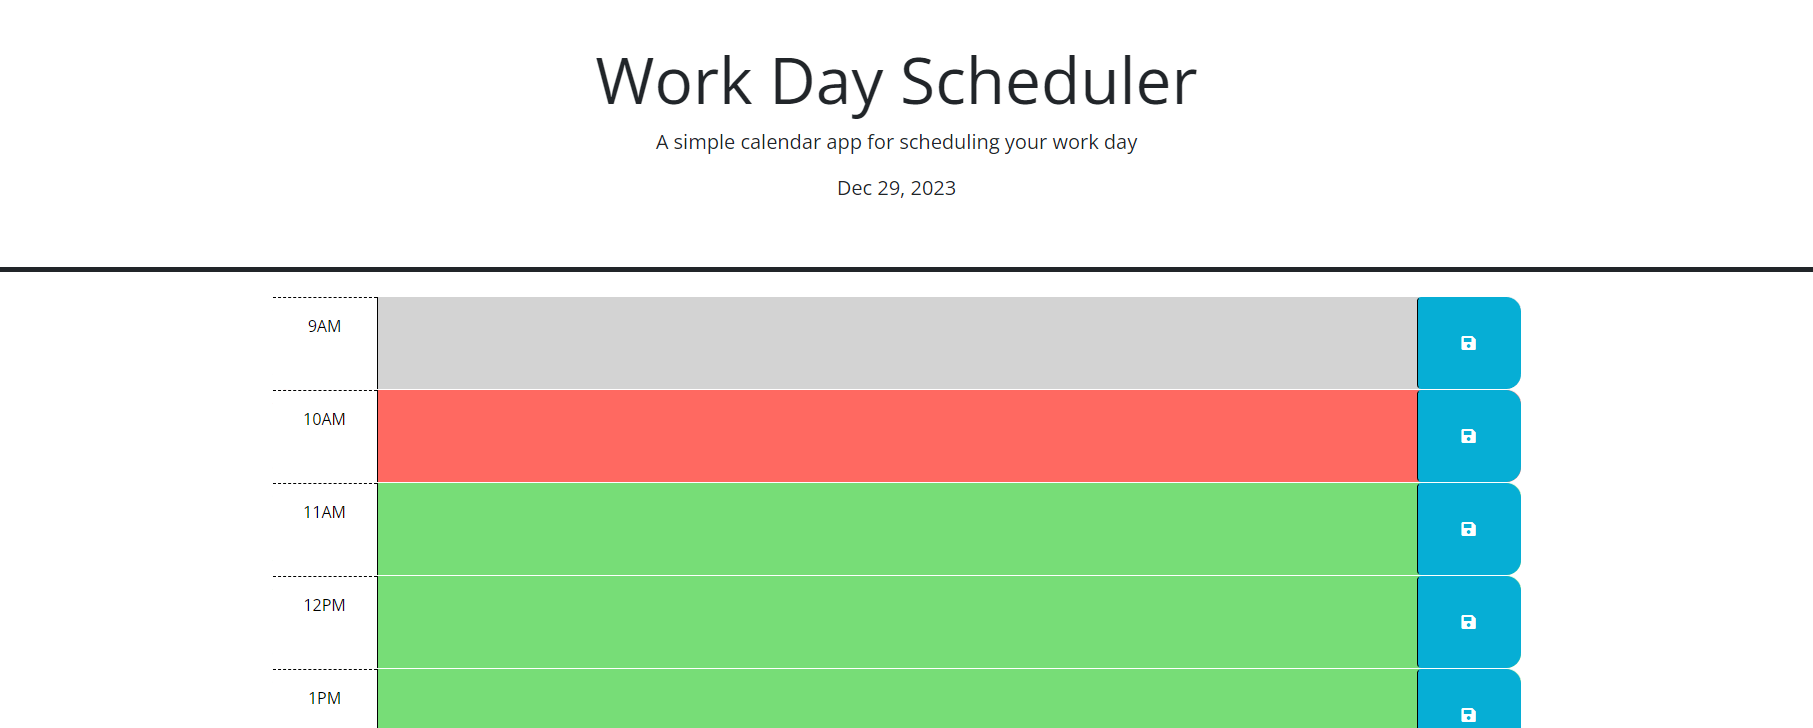 Work Day Scheduler
A simple calendar app for scheduling your work day
Dec 29, 2023
9AM
10AM
11AM
12PM
1PM